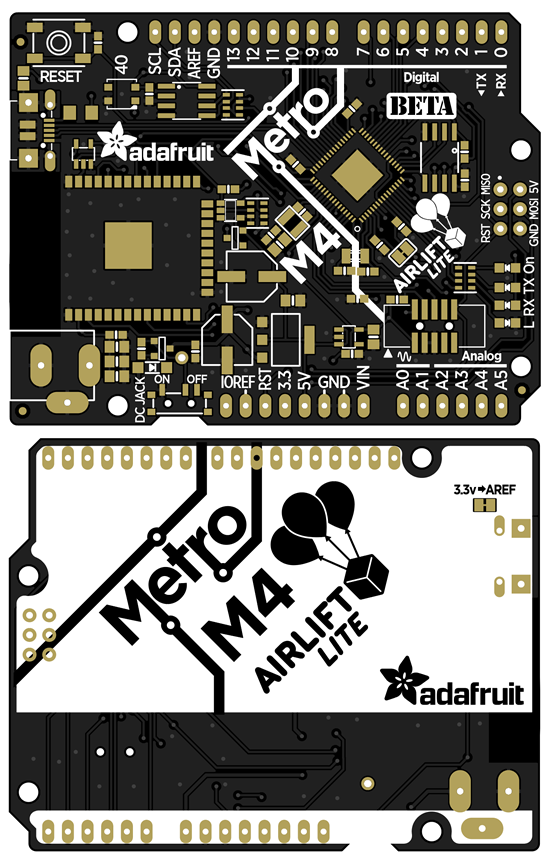 RESET
40
SCL
SDA
AREF
GND
13
12
11
10
9
8
7
6
5
4
3
2
1
0
Digital
TX
RX
BETA
adafruit
Metro
M4
AIRLIFT
LITE
RST SCK MISO
GND MOSI 5V
L RX TX On
Analog
DC JACK
ON
OFF
IOREF
RST
3.3
5V
GND
VIN
A0
A1
A2
A3
A4
A5
3.3v AREF
Metro
M4
AIRLIFT
LITE
adafruit